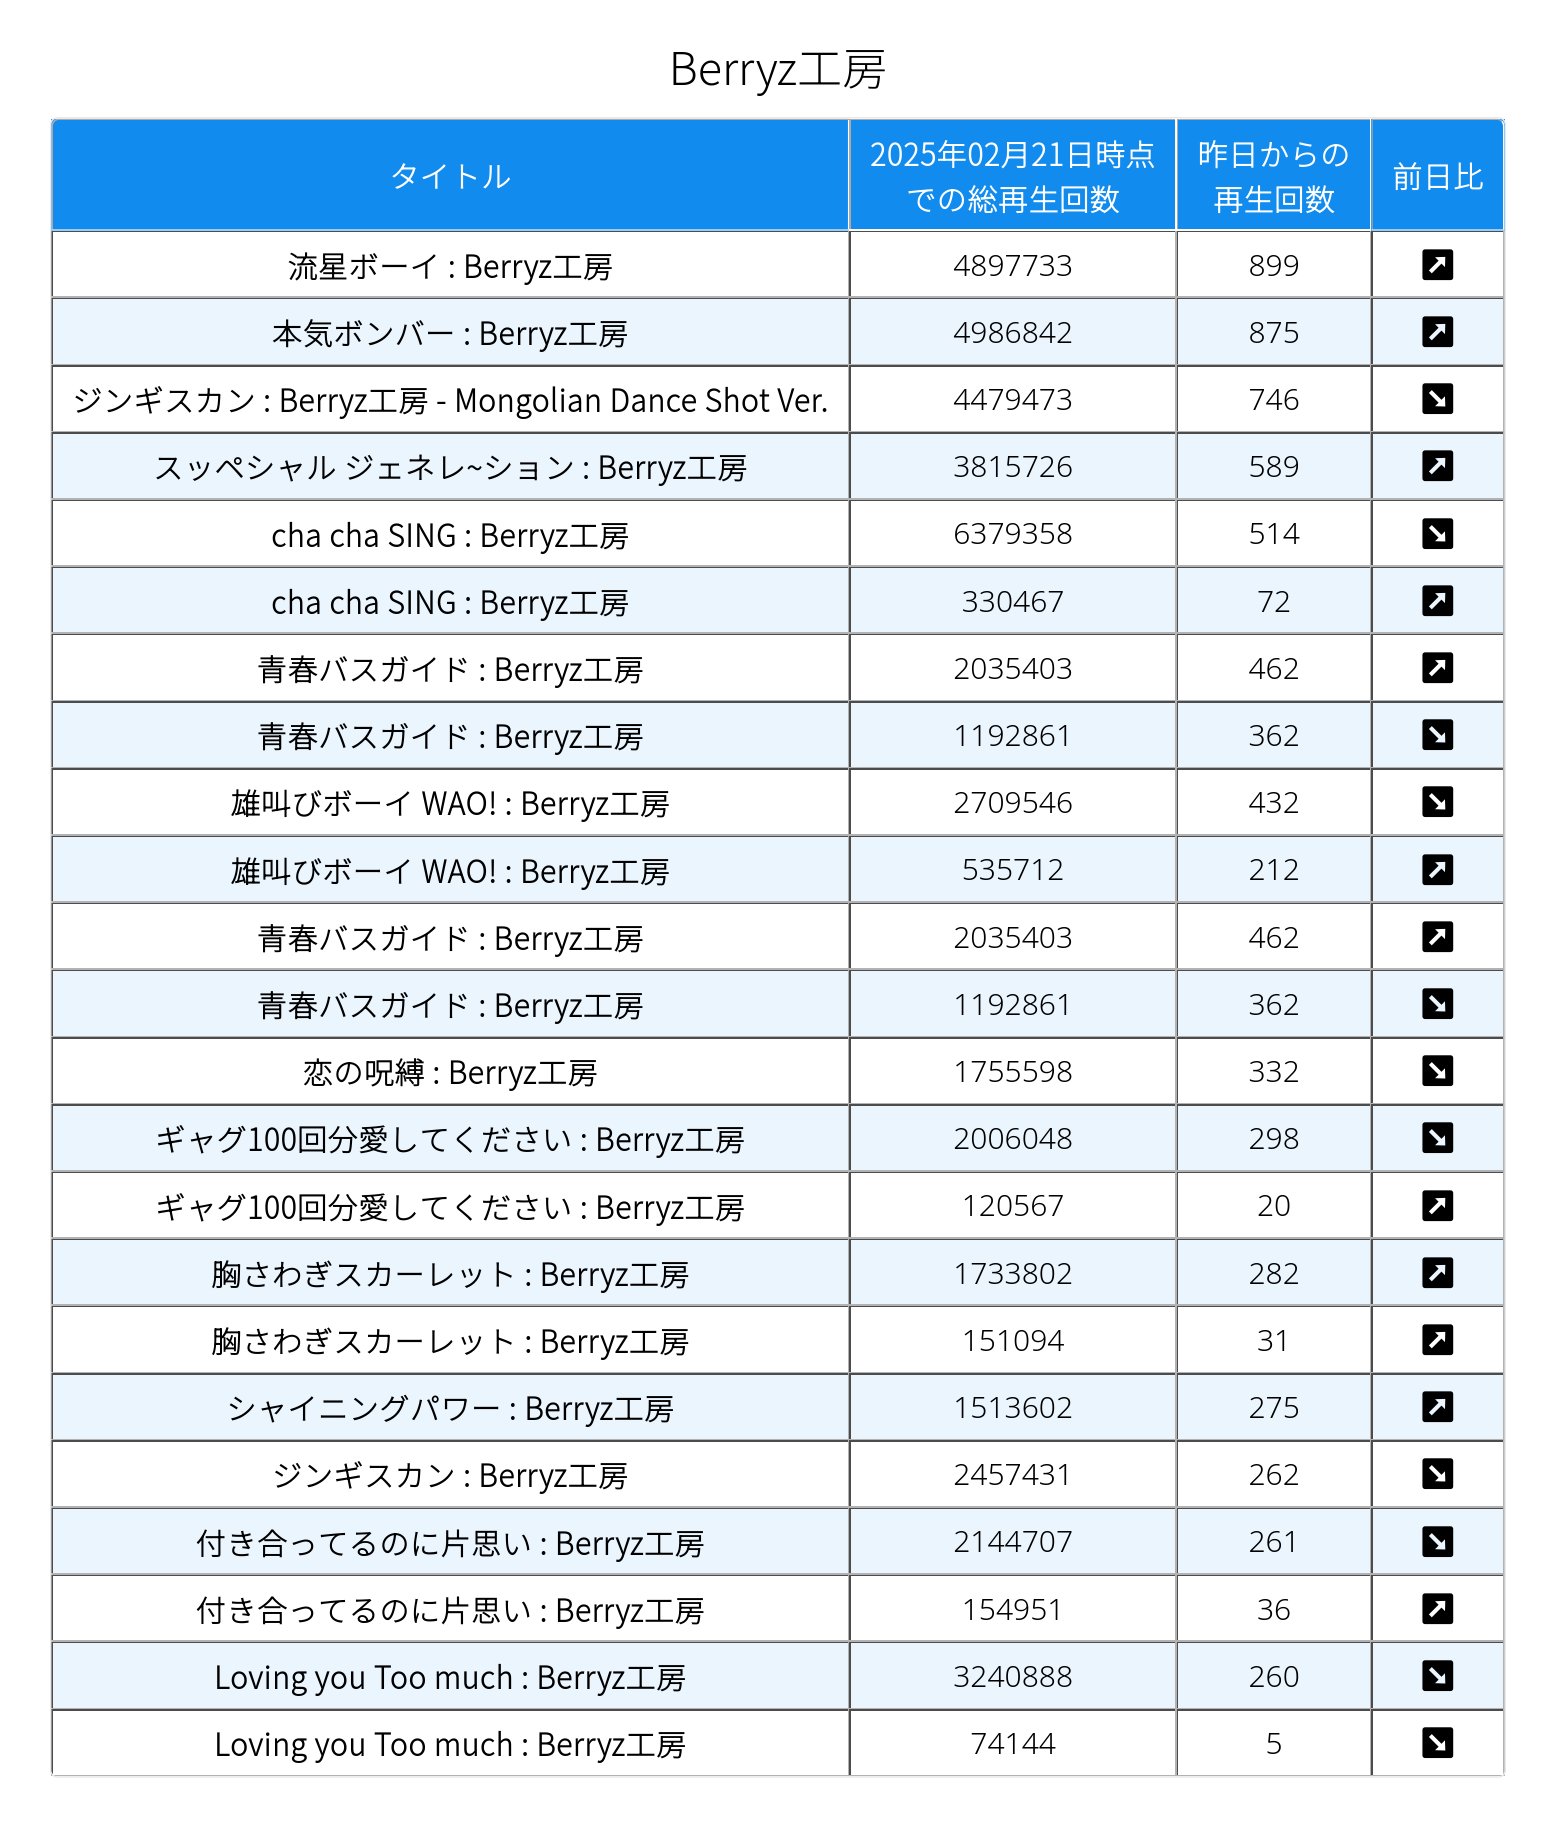 Berryz工房
タイトル 2025年02月21日時点 での総再生回数 昨日からの 再生回数 前日比
流星ボーイ : Berryz工房 4897733 899 ↗
本気ボンバー : Berryz工房 4986842 875 ↗
ジンギスカン : Berryz工房 - Mongolian Dance Shot Ver. 4479473 746 ↘
スッペシャル ジェネレ~ション : Berryz工房 3815726 589 ↗
cha cha SING : Berryz工房 6379358 514 ↘
cha cha SING : Berryz工房 330467 72 ↗
青春バスガイド : Berryz工房 2035403 462 ↗
青春バスガイド : Berryz工房 1192861 362 ↘
雄叫びボーイ WAO! : Berryz工房 2709546 432 ↘
雄叫びボーイ WAO! : Berryz工房 535712 212 ↗
青春バスガイド : Berryz工房 2035403 462 ↗
青春バスガイド : Berryz工房 1192861 362 ↘
恋の呪縛 : Berryz工房 1755598 332 ↘
ギャグ100回分愛してください : Berryz工房 2006048 298 ↘
ギャグ100回分愛してください : Berryz工房 120567 20 ↗
胸さわぎスカーレット : Berryz工房 1733802 282 ↗
胸さわぎスカーレット : Berryz工房 151094 31 ↗
シャイニングパワー : Berryz工房 1513602 275 ↗
ジンギスカン : Berryz工房 2457431 262 ↘
付き合ってるのに片思い : Berryz工房 2144707 261 ↘
付き合ってるのに片思い : Berryz工房 154951 36 ↗
Loving you Too much : Berryz工房 3240888 260 ↘
Loving you Too much : Berryz工房 74144 5 ↘